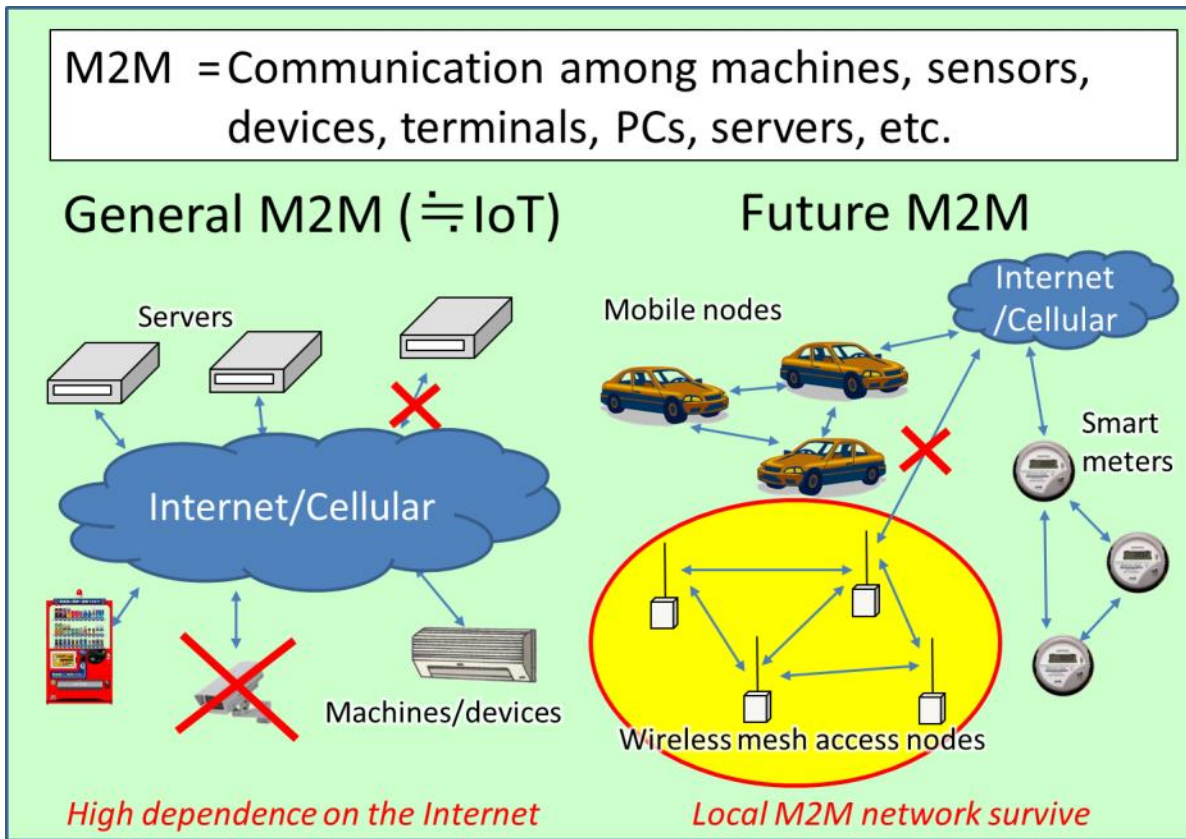 M2M = Communication among machines, sensors,
devices, terminals, PCs, servers, etc.
General M2M (≒IoT)
Servers
Internet/Cellular
Machines/devices
High dependence on the Internet
Future M2M
Internet
/Cellular
Mobile nodes
Smart
meters
Wireless mesh access nodes
Local M2M network survive